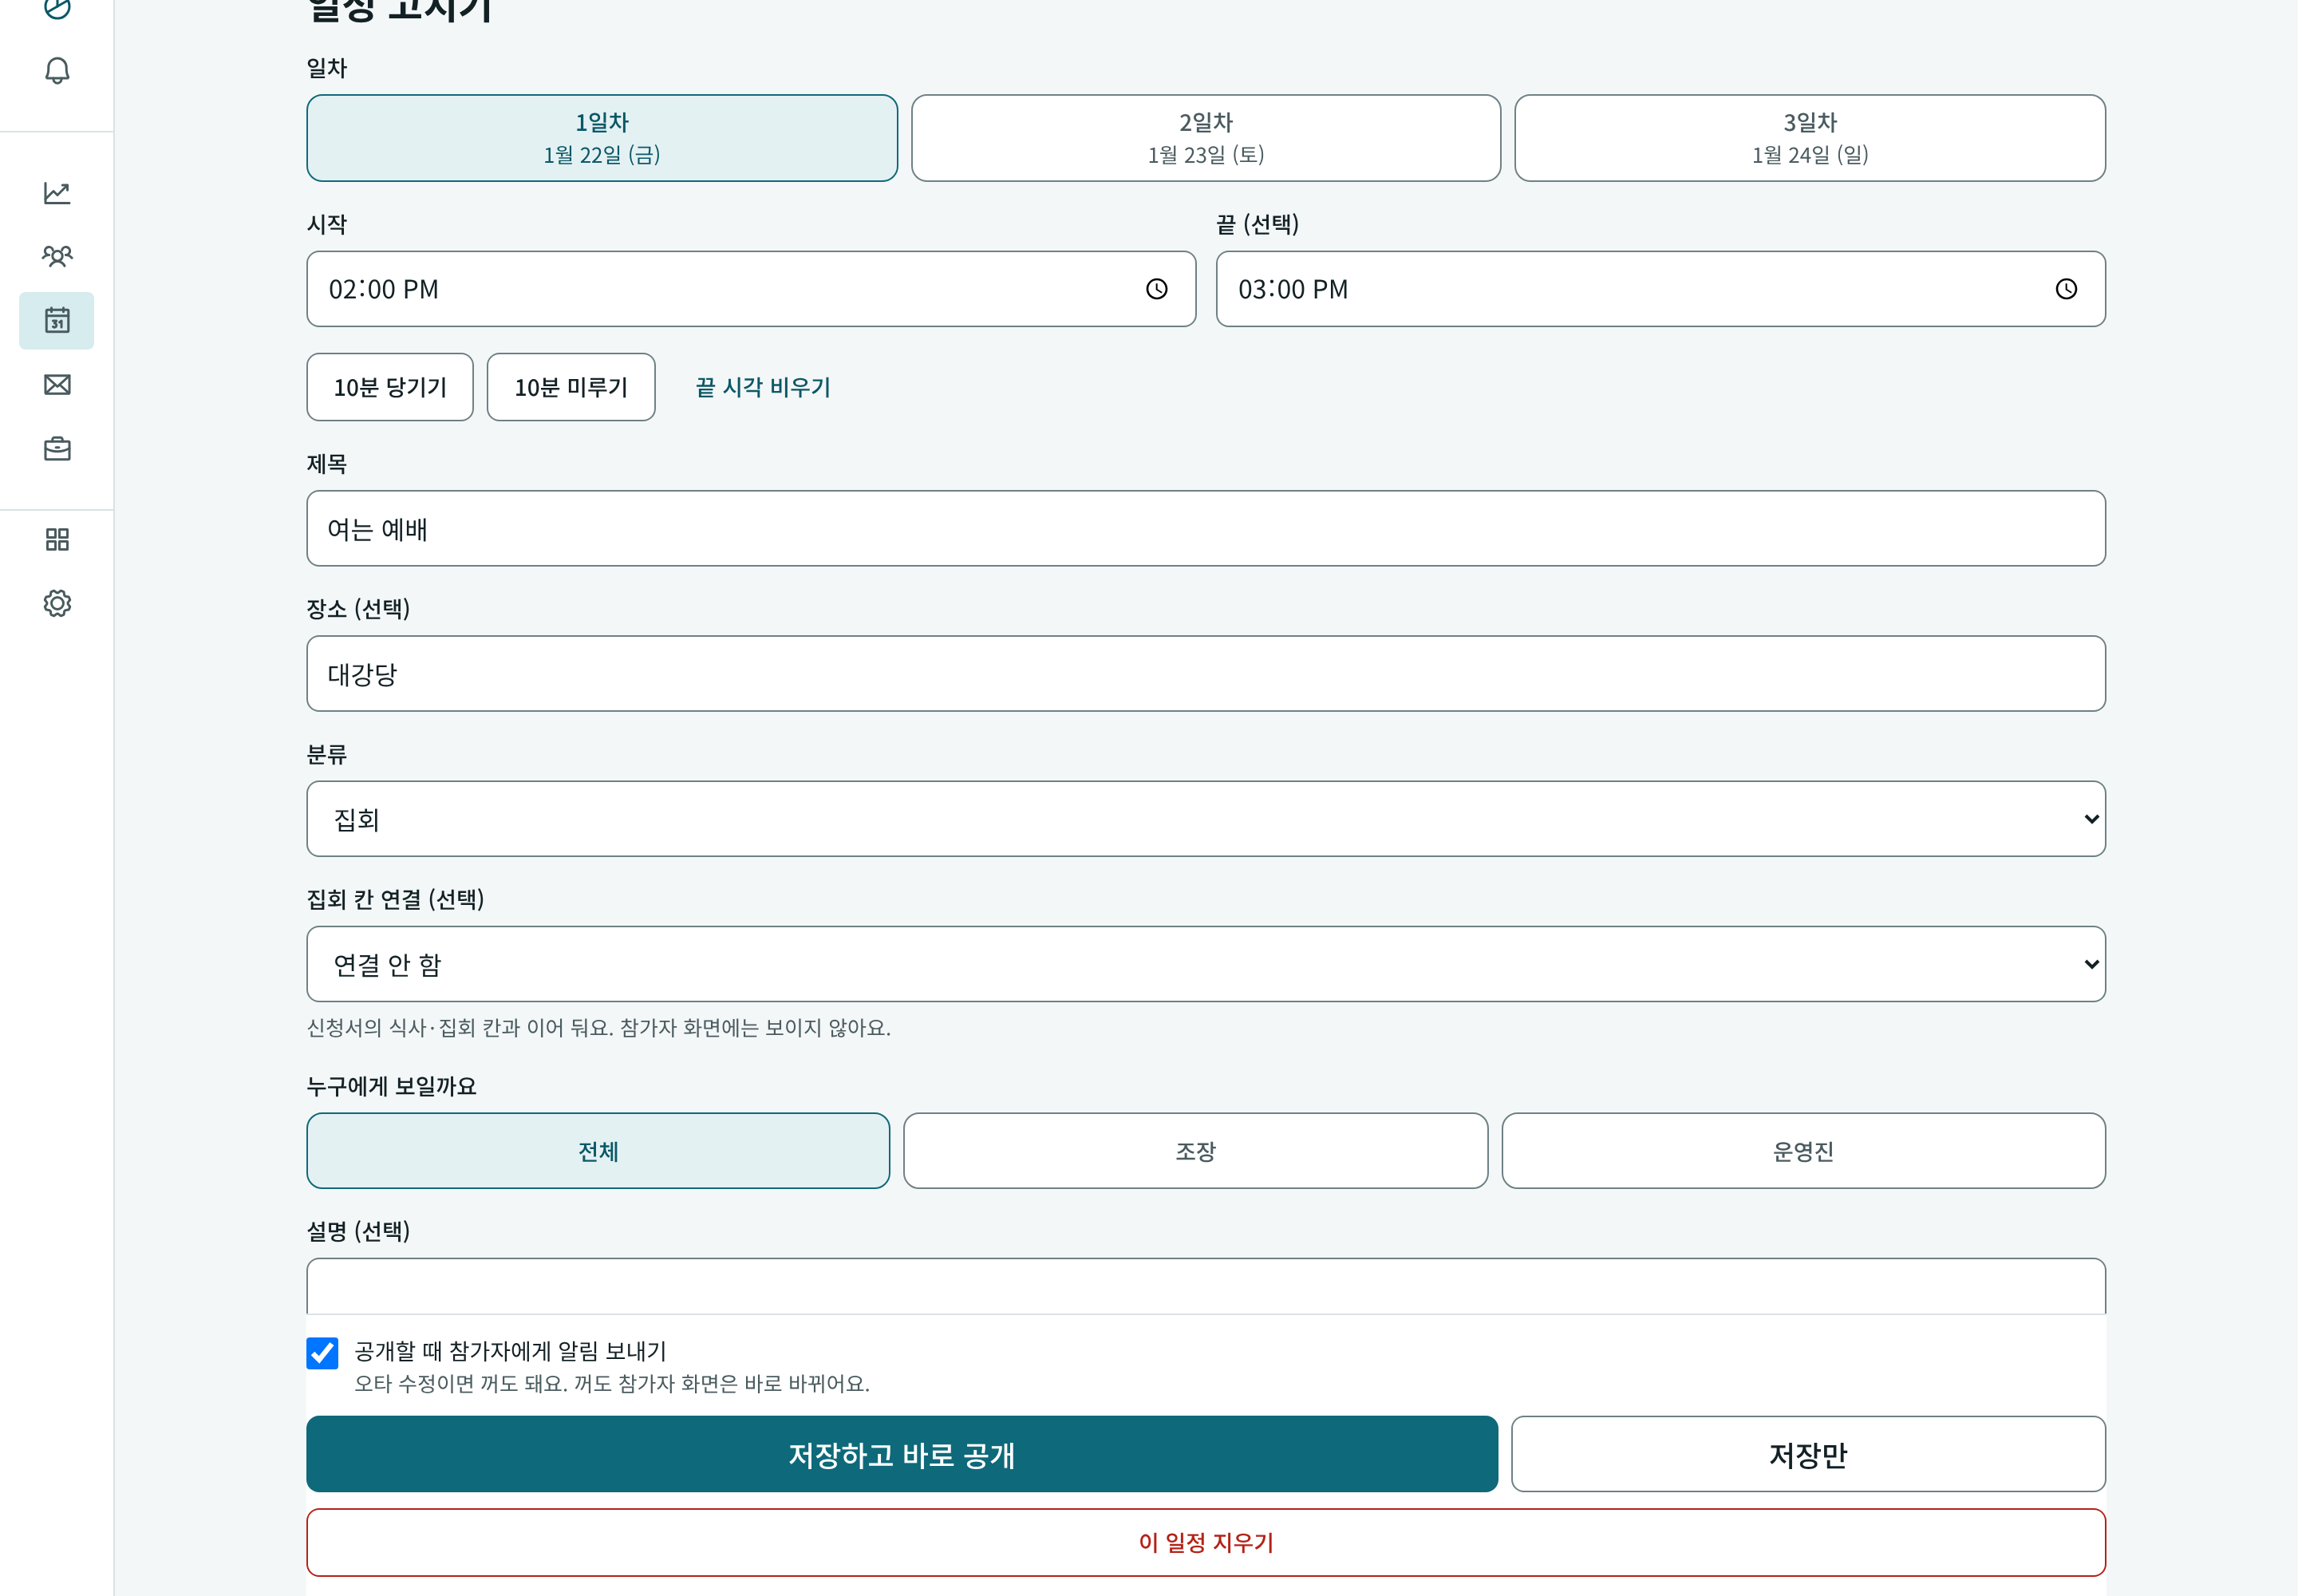 일정 고치기
일차
1일차
1월 22일 (금)
2일차
1월 23일 (토)
3일차
1월 24일 (일)
시작
끝 (선택)
02:00 PM
03:00 PM
10분 당기기
10분 미루기
끝 시각 비우기
제목
여는 예배
장소 (선택)
대강당
분류
집회
집회 칸 연결 (선택)
연결 안 함
신청서의 식사·집회 칸과 이어 둬요. 참가자 화면에는 보이지 않아요.
누구에게 보일까요
전체
조장
운영진
설명 (선택)
공개할 때 참가자에게 알림 보내기
오타 수정이면 꺼도 돼요. 꺼도 참가자 화면은 바로 바뀌어요.
저장하고 바로 공개
저장만
이 일정 지우기
31